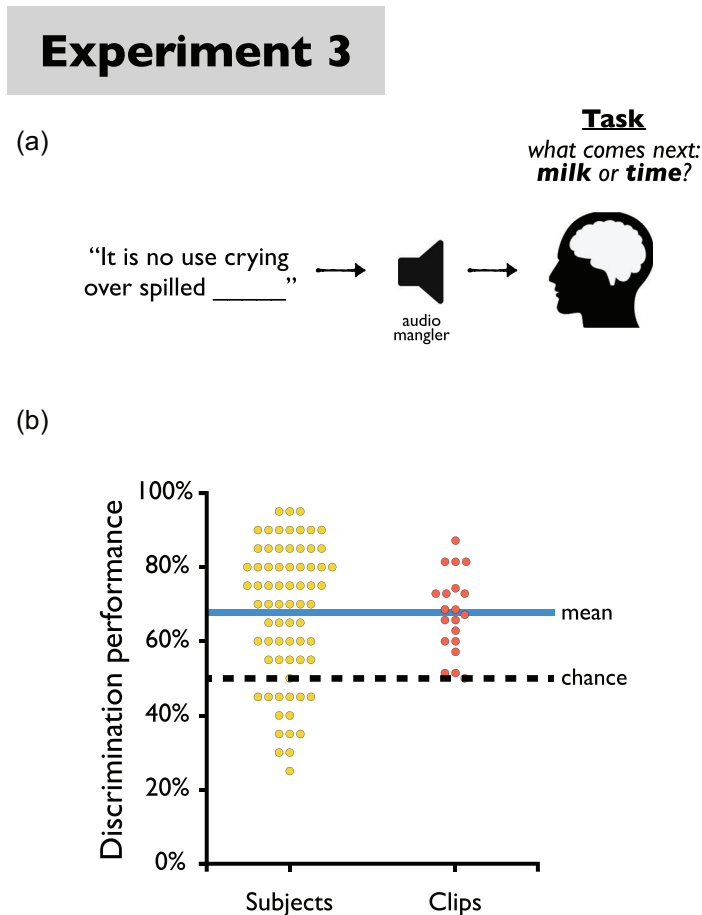 Experiment 3
(a)
Task
what comes next:
milk or time?
“It is no use crying
over spilled _____”
audio
mangler
(b)
Discrimination performance
100%
80%
60%
40%
20%
0%
mean
chance
Subjects
Clips